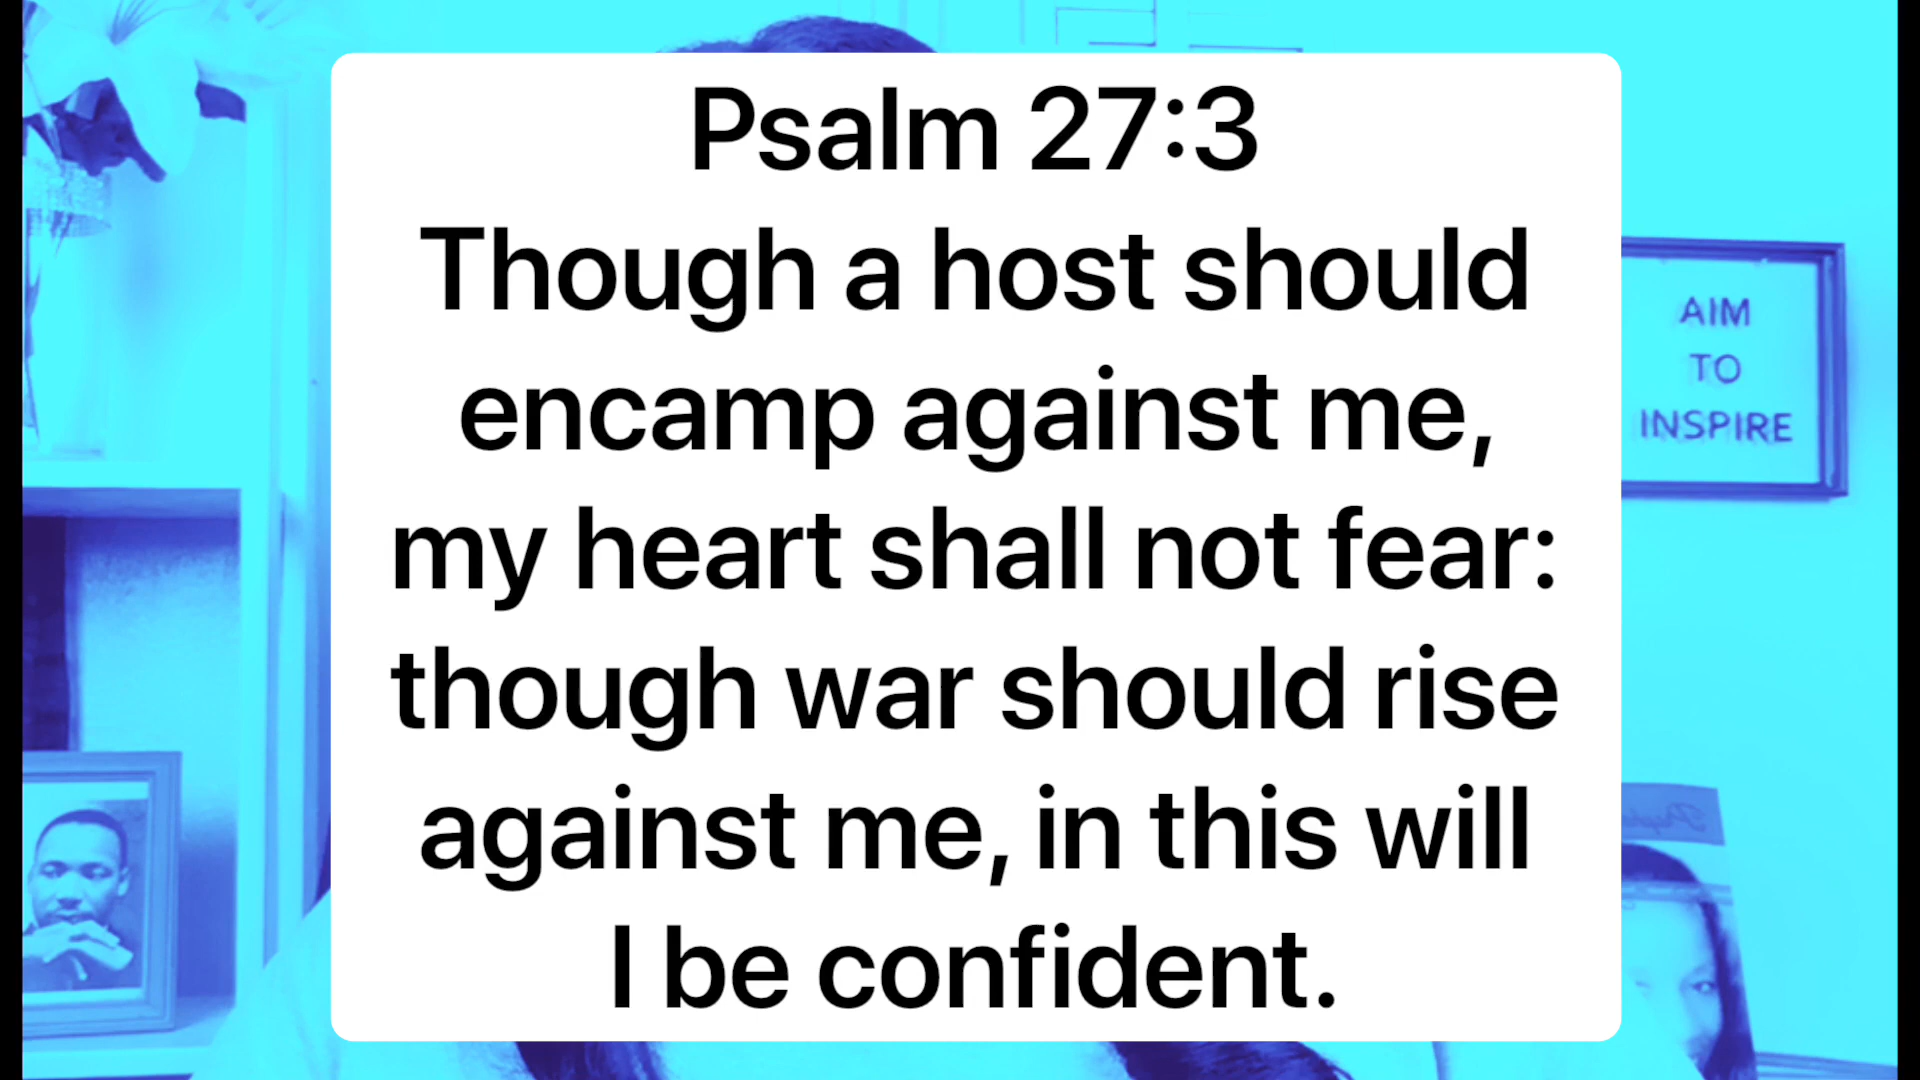 Psalm 27:3
Though a host should
encamp against me,
my heart shall not fear:
though war should rise
against me, in this will
I be confident.
AIM
TO
INSPIRE